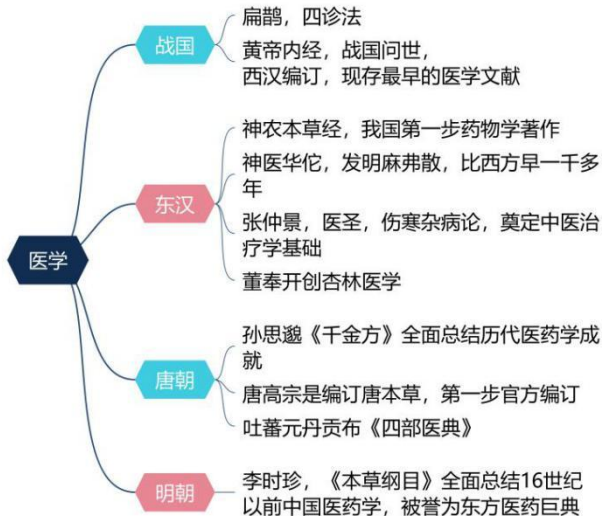 医学
战国
扁鹊，四诊法
黄帝内经，战国问世，
西汉编订，现存最早的医学文献
东汉
神农本草经，我国第一步药物学著作
神医华佗，发明麻弗散，比西方早一千多
年
张仲景，医圣，伤寒杂病论，奠定中医治
疗学基础
董奉开创杏林医学
唐朝
孙思邈《千金方》全面总结历代医药学成
就
唐高宗是编订唐本草，第一步官方编订
吐蕃元丹贡布《四部医典》
明朝
李时珍，《本草纲目》全面总结16世纪
以前中国医药学，被誉为东方医药巨典